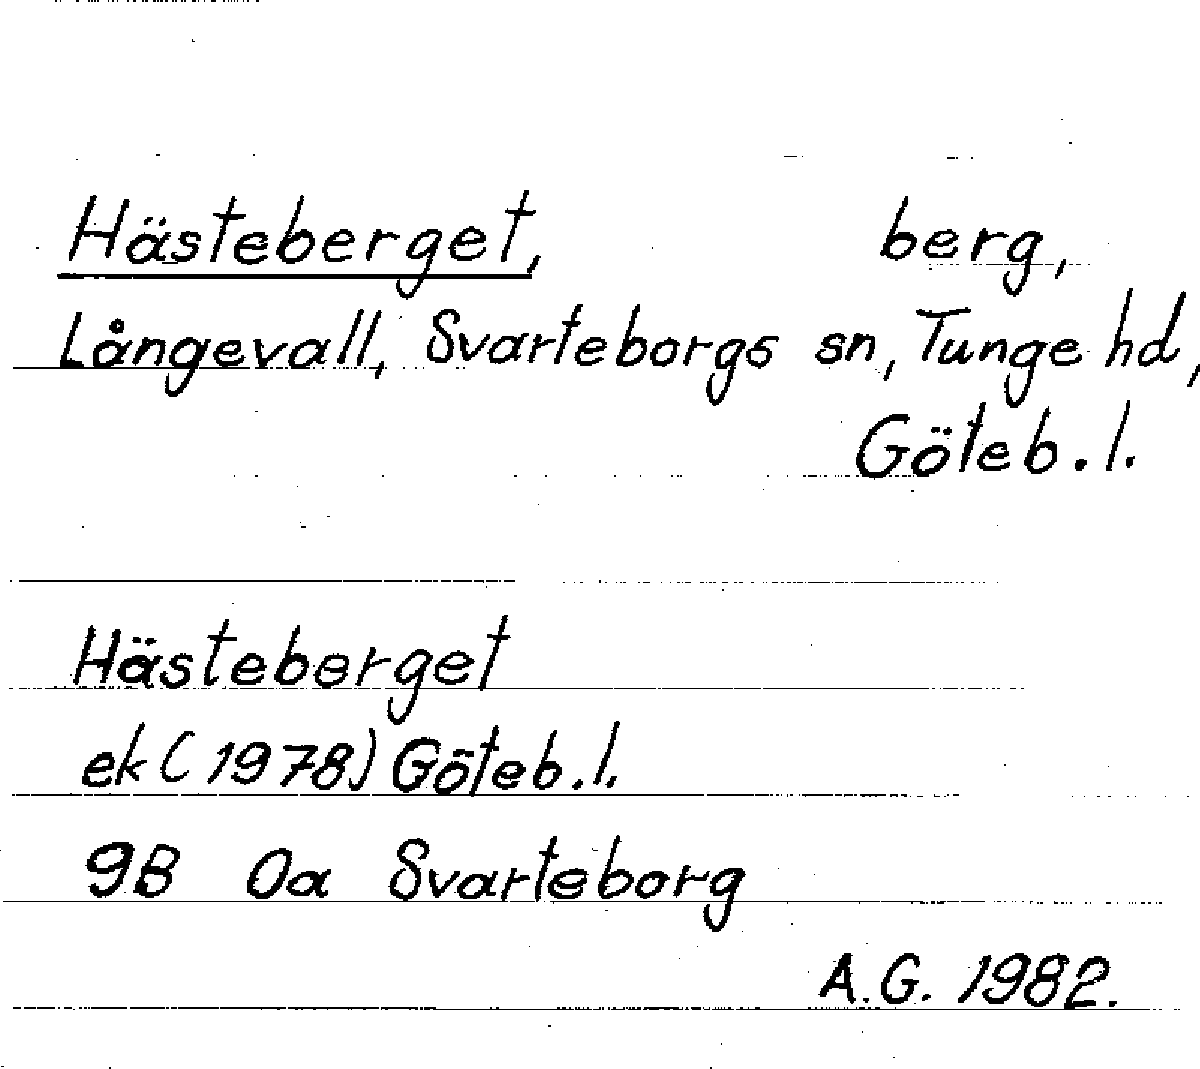 Hästeberget, berg,
Långevall, Svarteborgs sn, Tunge hd,
Göteb. l.
Hästeberget
ek (1978) Göteb. l.
9B 0a Svarteborg
A.G. 1982.